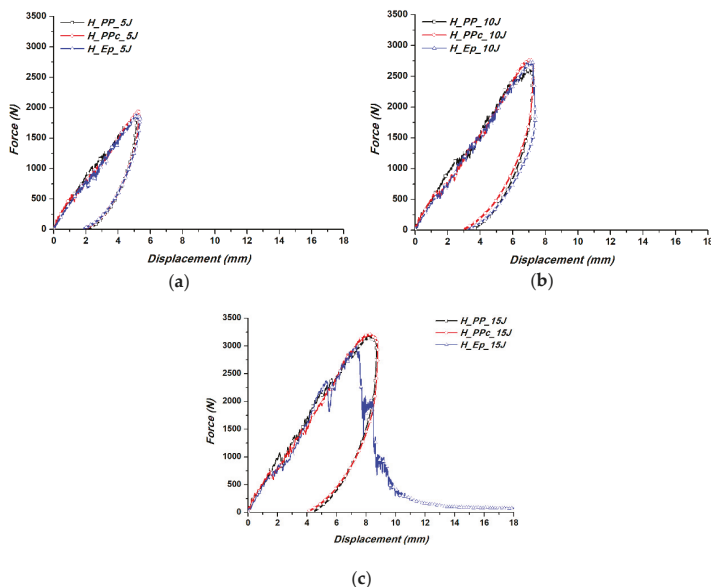 H_PP_5J
H_PPc_5J
H_Ep_5J
3500
3000
2500
2000
1500
1000
500
0
Force (N)
0 2 4 6 8 10 12 14 16 18
Displacement (mm)
(a)
H_PP_10J
H_PPc_10J
H_Ep_10J
3500
3000
2500
2000
1500
1000
500
0
Force (N)
0 2 4 6 8 10 12 14 16 18
Displacement (mm)
(b)
H_PP_15J
H_PPc_15J
H_Ep_15J
3500
3000
2500
2000
1500
1000
500
0
Force (N)
0 2 4 6 8 10 12 14 16 18
Displacement (mm)
(c)